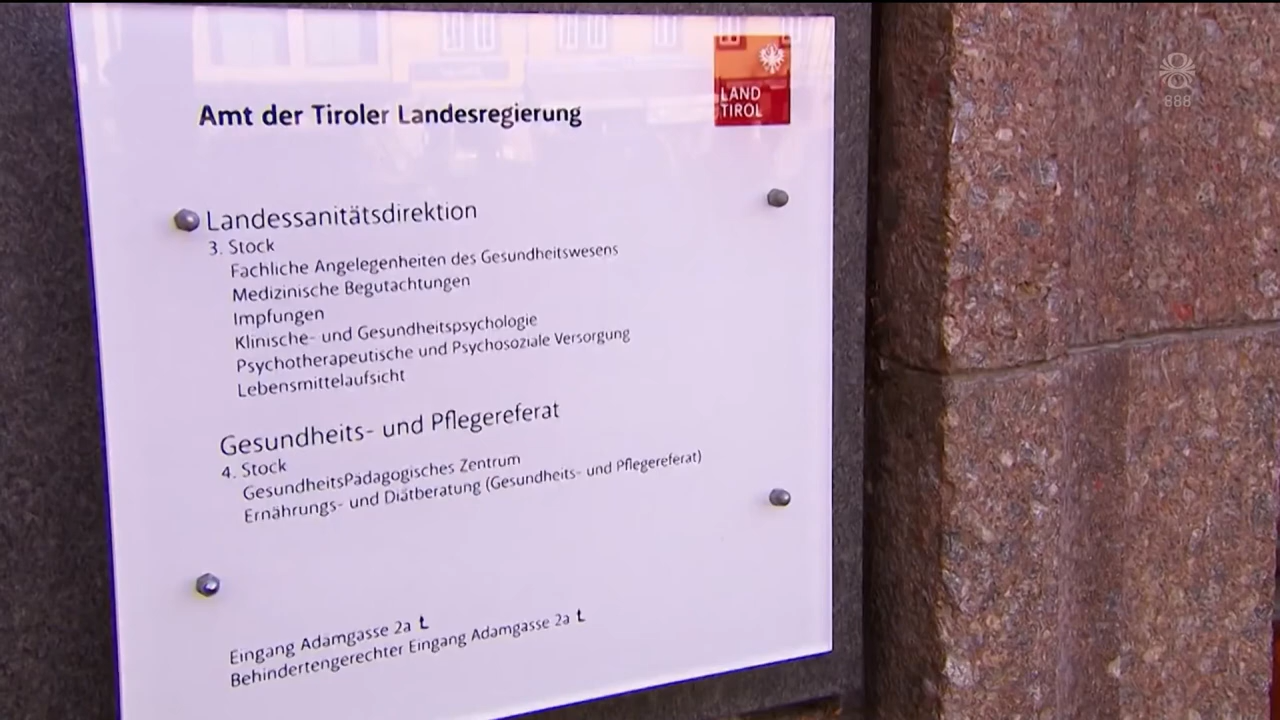 Amt der Tiroler Landesregierung
LAND
TIROL
888
Landessanitätsdirektion
3. Stock
Fachliche Angelegenheiten des Gesundheitswesens
Medizinische Begutachtungen
Impfungen
Klinische- und Gesundheitspsychologie
Psychotherapeutische und Psychosoziale Versorgung
Lebensmittelaufsicht
Gesundheits- und Pflegereferat
4. Stock
GesundheitsPädagogisches Zentrum
Ernährungs- und Diätberatung (Gesundheits- und Pflegereferat)
Eingang Adamgasse 2a
Behindertengerechter Eingang Adamgasse 2a